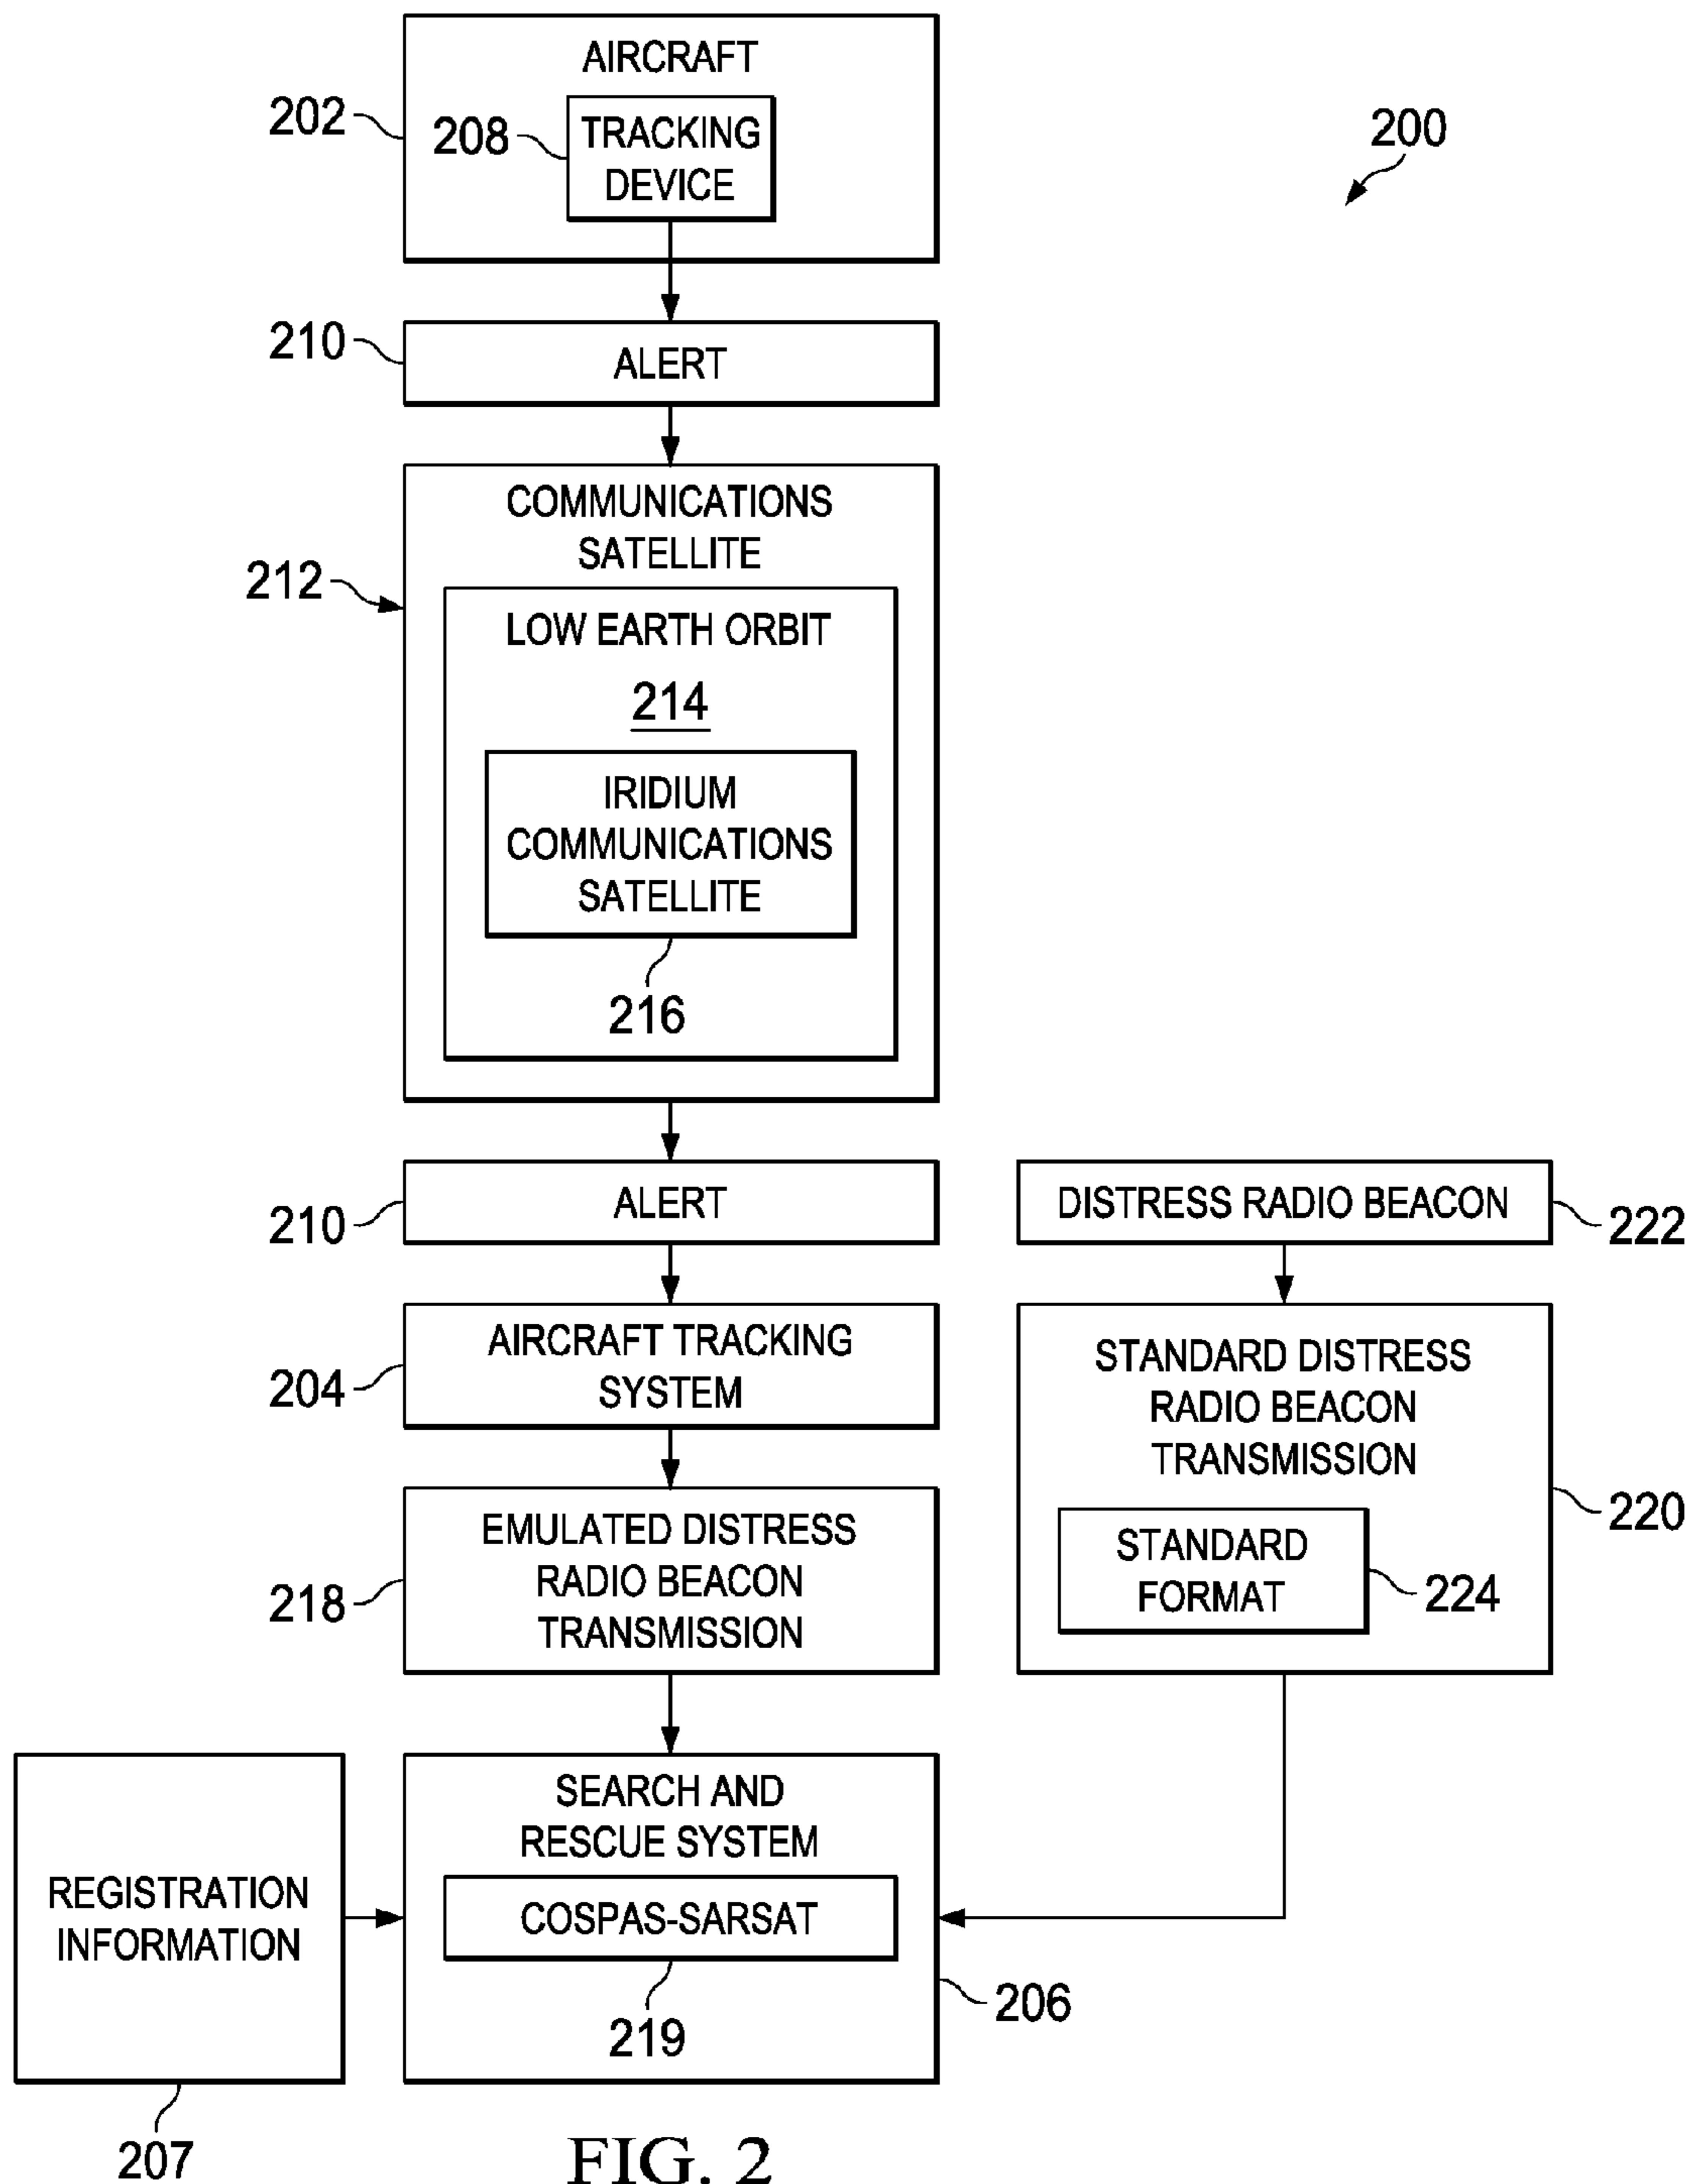 AIRCRAFT
202
208
TRACKING
DEVICE
200
210
ALERT
COMMUNICATIONS
SATELLITE
212
LOW EARTH ORBIT
214
IRIDIUM
COMMUNICATIONS
SATELLITE
216
210
ALERT
DISTRESS RADIO BEACON
222
204
AIRCRAFT TRACKING
SYSTEM
STANDARD DISTRESS
RADIO BEACON
TRANSMISSION
220
STANDARD
FORMAT
224
218
EMULATED DISTRESS
RADIO BEACON
TRANSMISSION
REGISTRATION
INFORMATION
207
SEARCH AND
RESCUE SYSTEM
COSPAS-SARSAT
219
206
FIG. 2